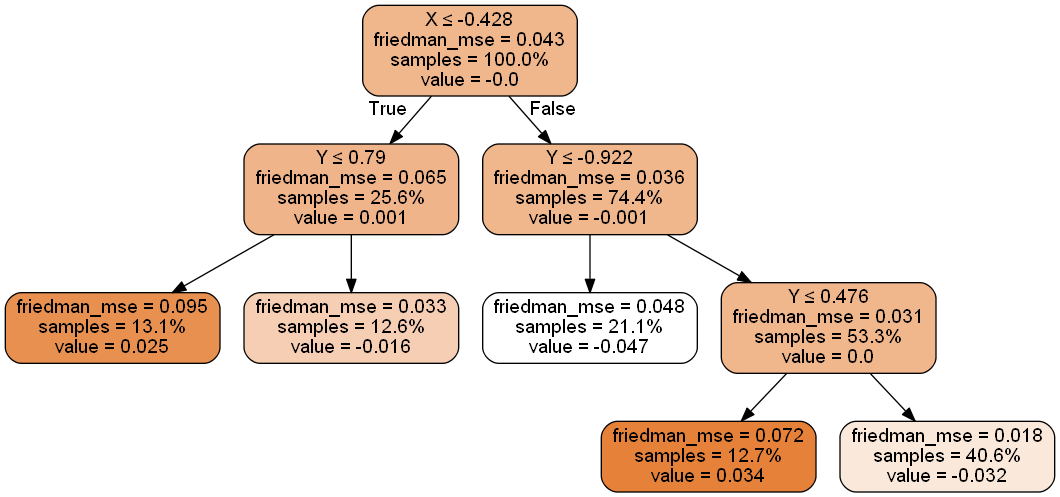 X ≤ -0.428
friedman_mse = 0.043
samples = 100.0%
value = -0.0
True
False
Y ≤ 0.79
friedman_mse = 0.065
samples = 25.6%
value = 0.001
Y ≤ -0.922
friedman_mse = 0.036
samples = 74.4%
value = -0.001
friedman_mse = 0.095
samples = 13.1%
value = 0.025
friedman_mse = 0.033
samples = 12.6%
value = -0.016
friedman_mse = 0.048
samples = 21.1%
value = -0.047
Y ≤ 0.476
friedman_mse = 0.031
samples = 53.3%
value = 0.0
friedman_mse = 0.072
samples = 12.7%
value = 0.034
friedman_mse = 0.018
samples = 40.6%
value = -0.032